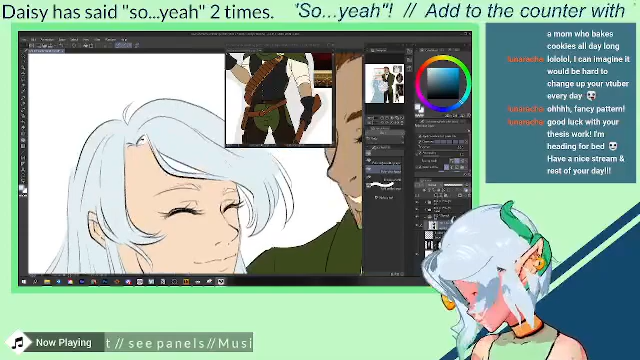 Daisy has said "so...yeah" 2 times.
"So...yeah"! // Add to the counter with
a mom who bakes
cookies all day long
lunaracha lololol, I can imagine it
would be hard to
change up your vtuber
every day
lunaracha ohhhh, fancy pattern!
lunaracha good luck with your
thesis work! I'm
heading for bed
Have a nice stream &
rest of your day!!!
Now Playing
t // see panels// Musi